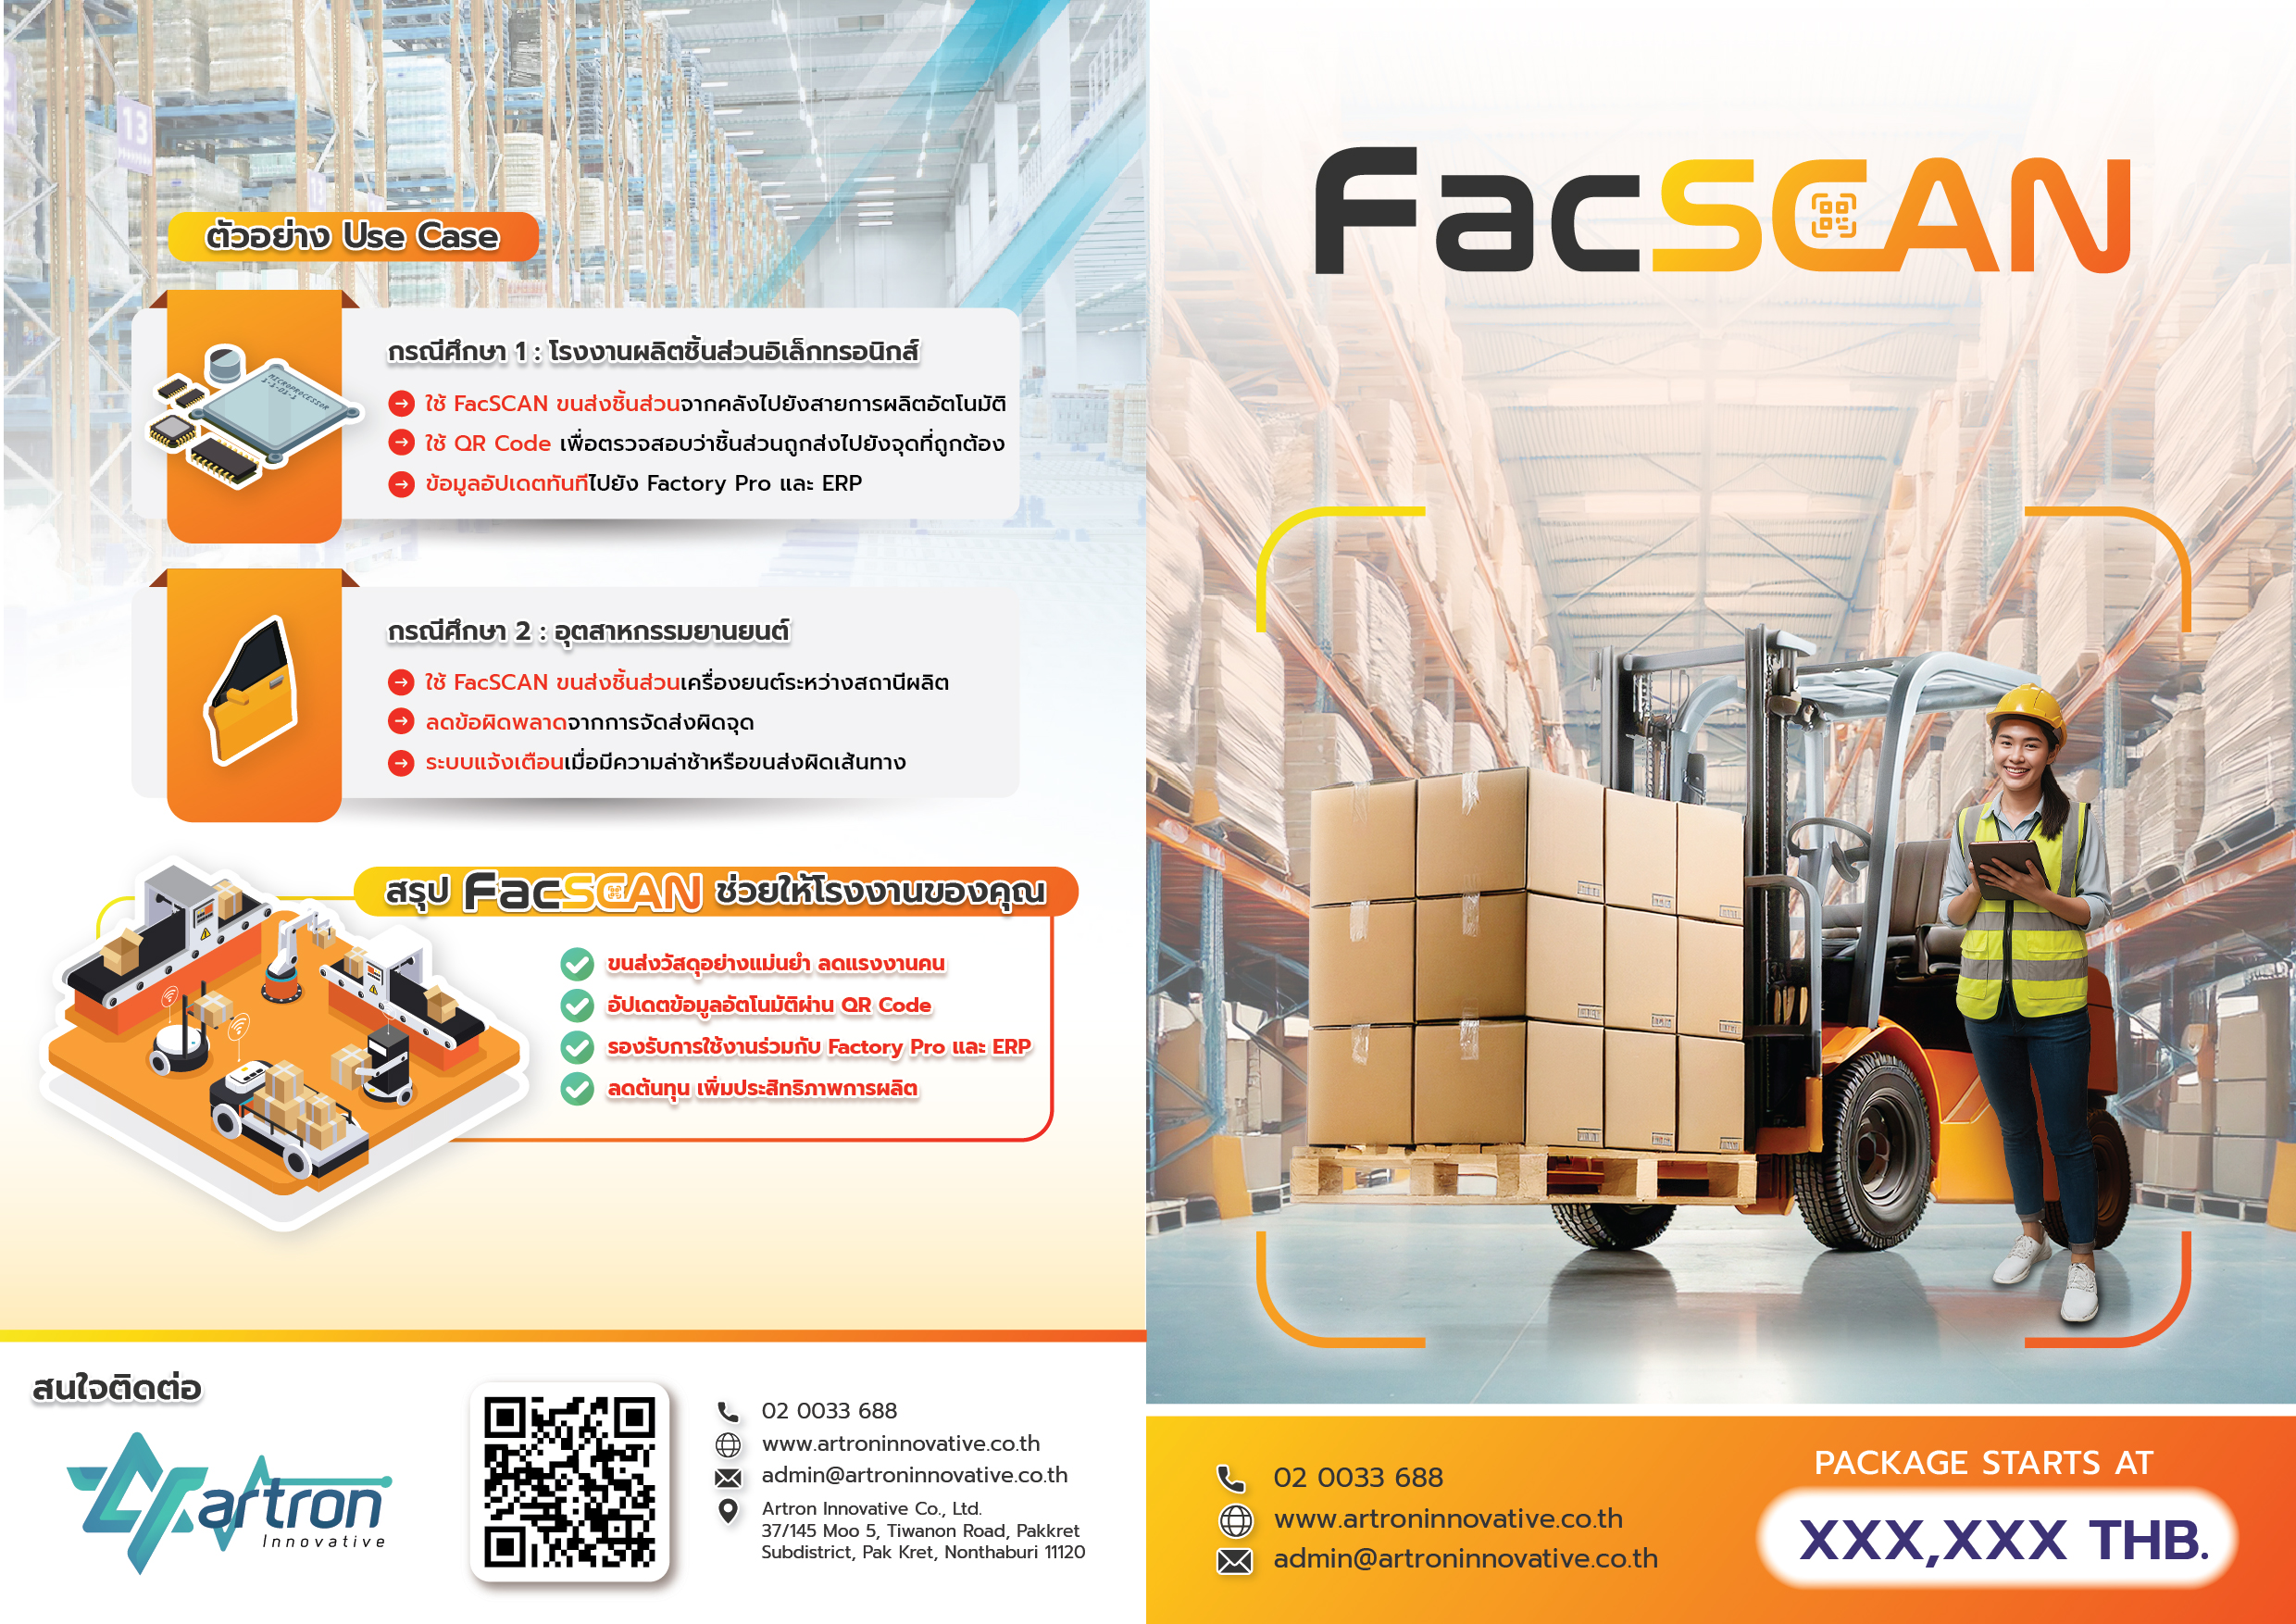 ตัวอย่าง Use Case
กรณีศึกษา 1 : โรงงานผลิตชิ้นส่วนอิเล็กทรอนิกส์
MICROPROCESSOR
1-1-01-1
ใช้ FacSCAN ขนส่งชิ้นส่วนจากคลังไปยังสายการผลิตอัตโนมัติ
ใช้ QR Code เพื่อตรวจสอบว่าชิ้นส่วนถูกส่งไปยังจุดที่ถูกต้อง
ข้อมูลอัปเดตทันทีไปยัง Factory Pro และ ERP
กรณีศึกษา 2 : อุตสาหกรรมยานยนต์
ใช้ FacSCAN ขนส่งชิ้นส่วนเครื่องยนต์ระหว่างสถานีผลิต
ลดข้อผิดพลาดจากการจัดส่งผิดจุด
ระบบแจ้งเตือนเมื่อมีความล่าช้าหรือขนส่งผิดเส้นทาง
สรุป FacSCAN ช่วยให้โรงงานของคุณ
ขนส่งวัสดุอย่างแม่นยำ ลดแรงงานคน
อัปเดตข้อมูลอัตโนมัติผ่าน QR Code
รองรับการใช้งานร่วมกับ Factory Pro และ ERP
ลดต้นทุน เพิ่มประสิทธิภาพการผลิต
สนใจติดต่อ
artron
Innovative
02 0033 688
www.artroninnovative.co.th
admin@artroninnovative.co.th
Artron Innovative Co., Ltd.
37/145 Moo 5, Tiwanon Road, Pakkret
Subdistrict, Pak Kret, Nonthaburi 11120
13
13
FacSCAN
02 0033 688
www.artroninnovative.co.th
admin@artroninnovative.co.th
PACKAGE STARTS AT
XXX,XXX THB.